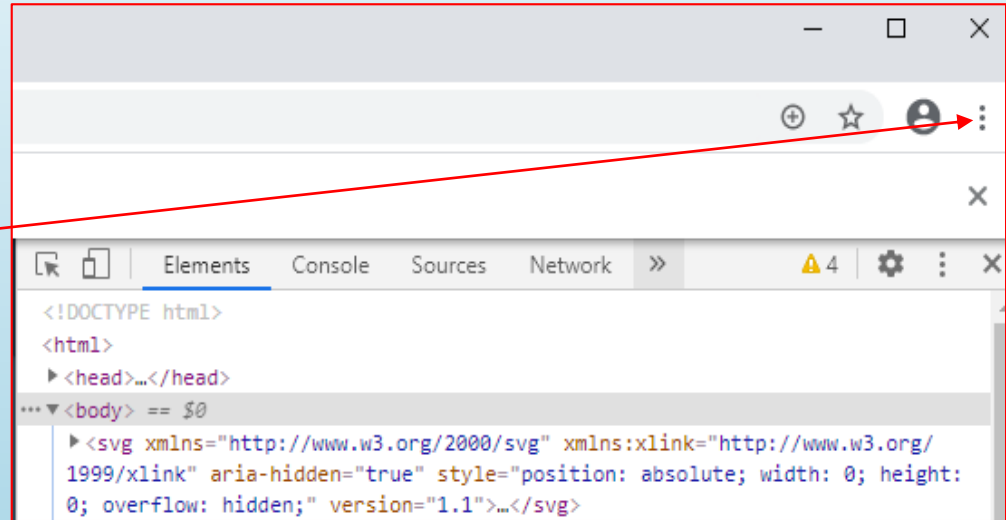 Elements Console Sources Network » 4
<!DOCTYPE html>
<html>
<head>…</head>
… <body> == $0
<svg xmlns="http://www.w3.org/2000/svg" xmlns:xlink="http://www.w3.org/
1999/xlink" aria-hidden="true" style="position: absolute; width: 0; height:
0; overflow: hidden;" version="1.1">…</svg>